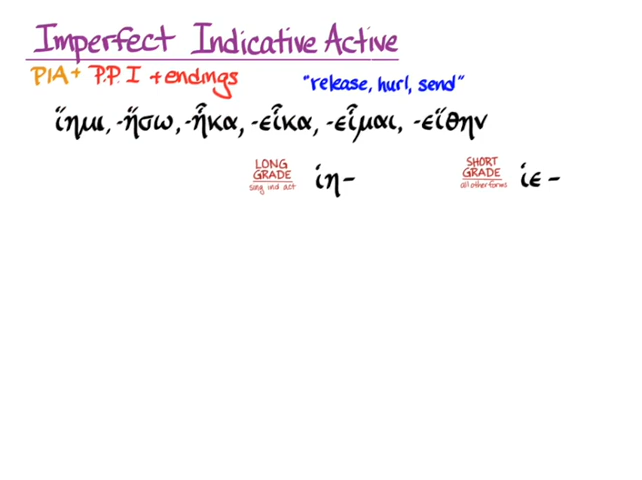 Imperfect Indicative Active
PIA + P.P. I + endings "release, hurl, send"
ἵημι, -ἥσω, -ἧκα, -εἷκα, -εἷμαι, -εἵθην
LONG GRADE sing ind act ἱη- SHORT GRADE all other forms ἱε-